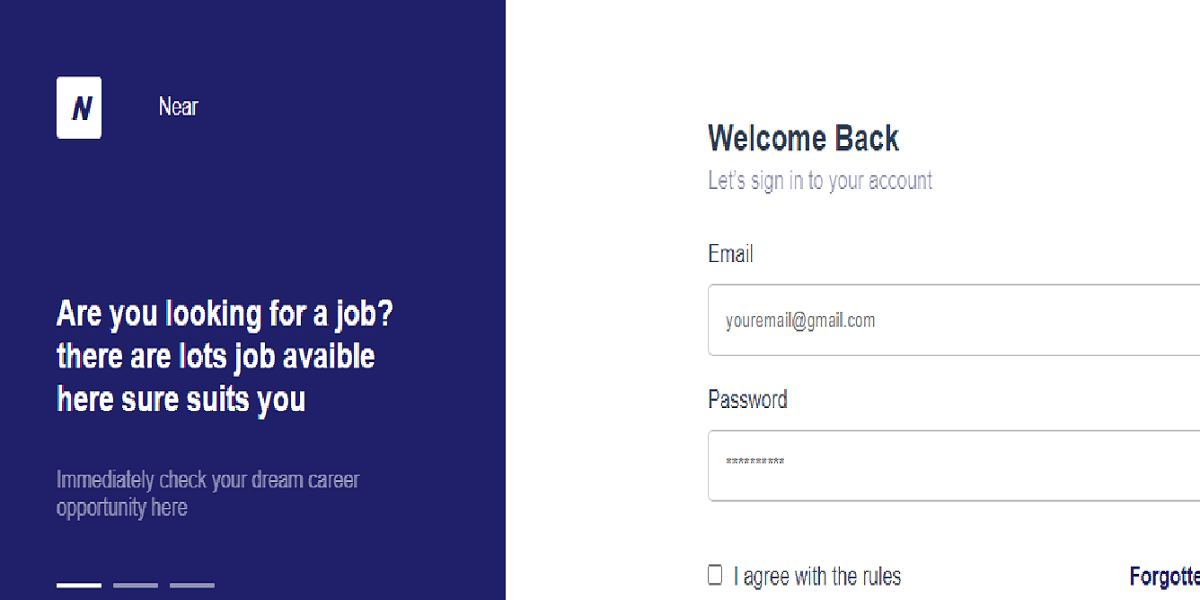 N
Near
Are you looking for a job?
there are lots job avaible
here sure suits you
Immediately check your dream career
opportunity here
Welcome Back
Let's sign in to your account
Email
youremail@gmail.com
Password
**********
I agree with the rules
Forgotte